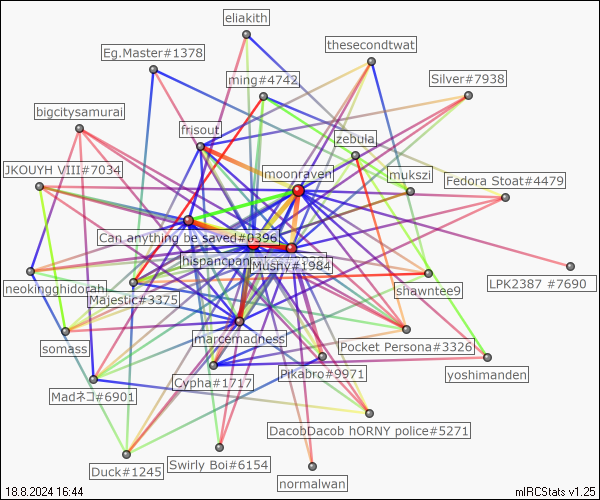 eliakith
thesecondtwat
Eg.Master#1378
ming#4742
Silver#7938
bigcitysamurai
frisout
zebula
JKOUYH VIII#7034
moonraven
mukszi
Fedora Stoat#4479
Can anything be saved#0396
hispancpan
Mushy#1984
neokingghidorah
Majestic#3375
shawntee9
LPK2387 #7690
marcemadness
somass
Pocket Persona#3326
Cypha#1717
Pikabro#9971
yoshimanden
Madネコ#6901
DacobDacob hORNY police#5271
Duck#1245
Swirly Boi#6154
normalwan
18.8.2024 16:44
mIRCStats v1.25